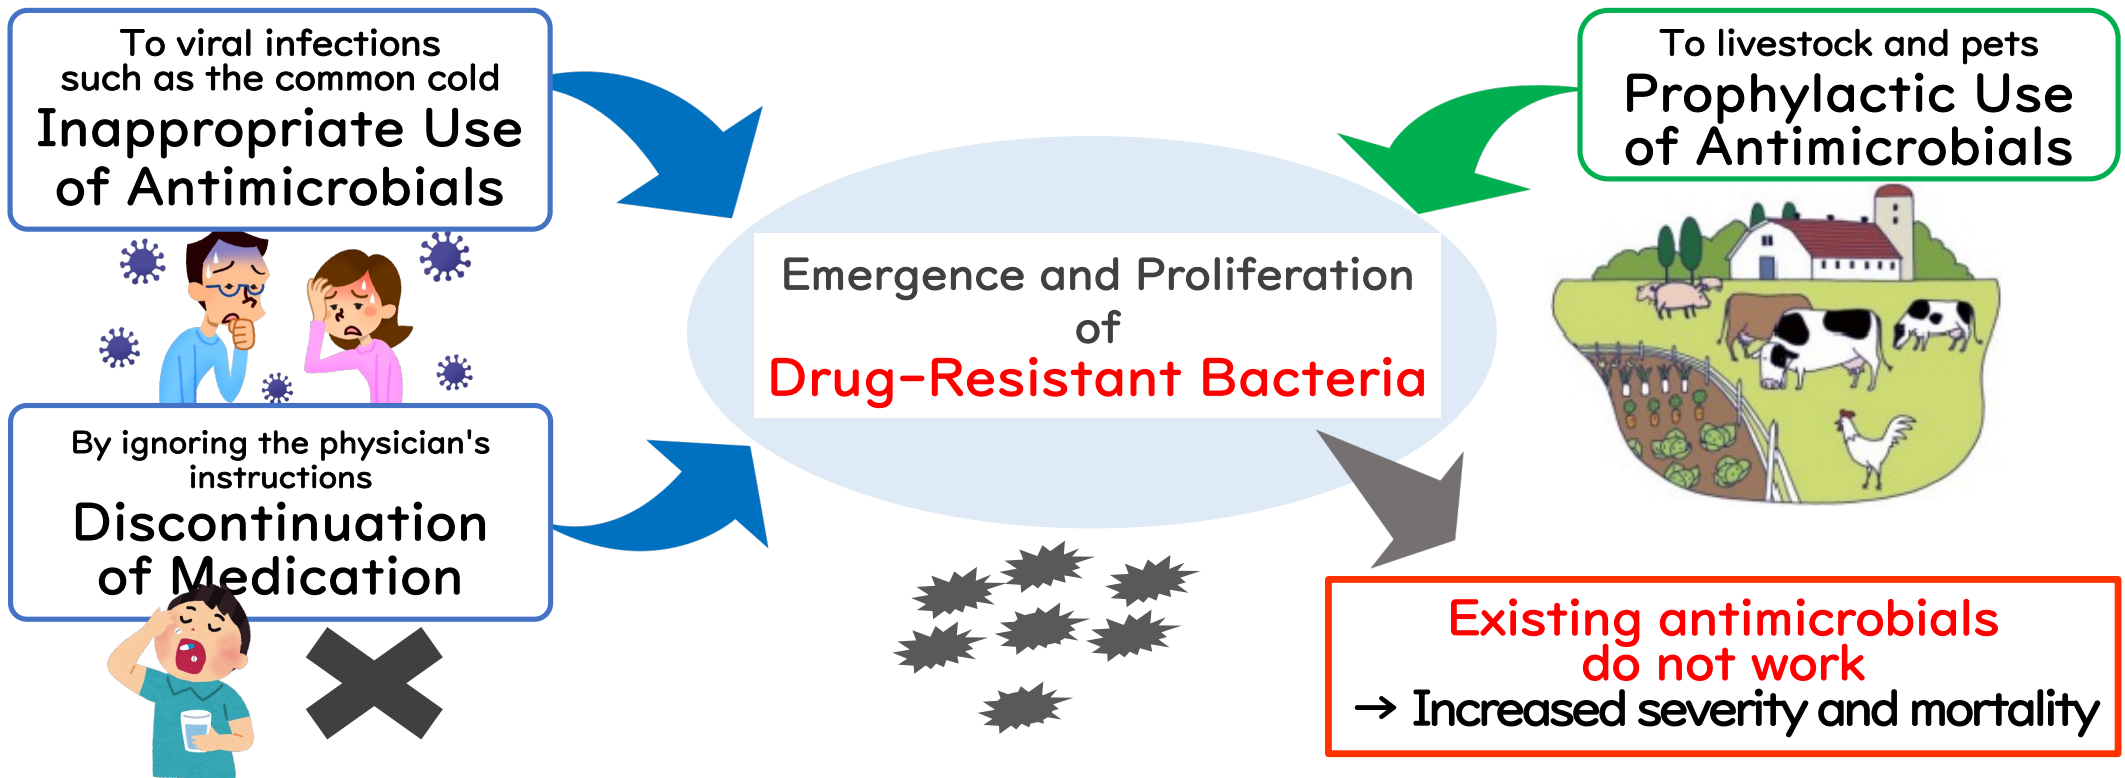 To viral infections
such as the common cold
Inappropriate Use
of Antimicrobials
By ignoring the physician's
instructions
Discontinuation
of Medication
Emergence and Proliferation
of
Drug-Resistant Bacteria
To livestock and pets
Prophylactic Use
of Antimicrobials
Existing antimicrobials
do not work
→ Increased severity and mortality